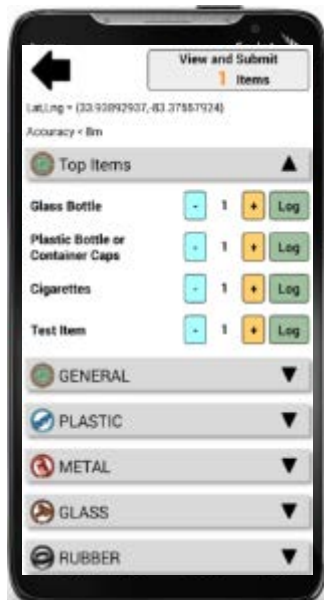 View and Submit
1 Items
Lat,Lng = (33.93892937,-83.37557924)
Accuracy < 8m
Top Items
Glass Bottle - 1 + Log
Plastic Bottle or
Container Caps - 1 + Log
Cigarettes - 1 + Log
Test Item - 1 + Log
GENERAL
PLASTIC
METAL
GLASS
RUBBER